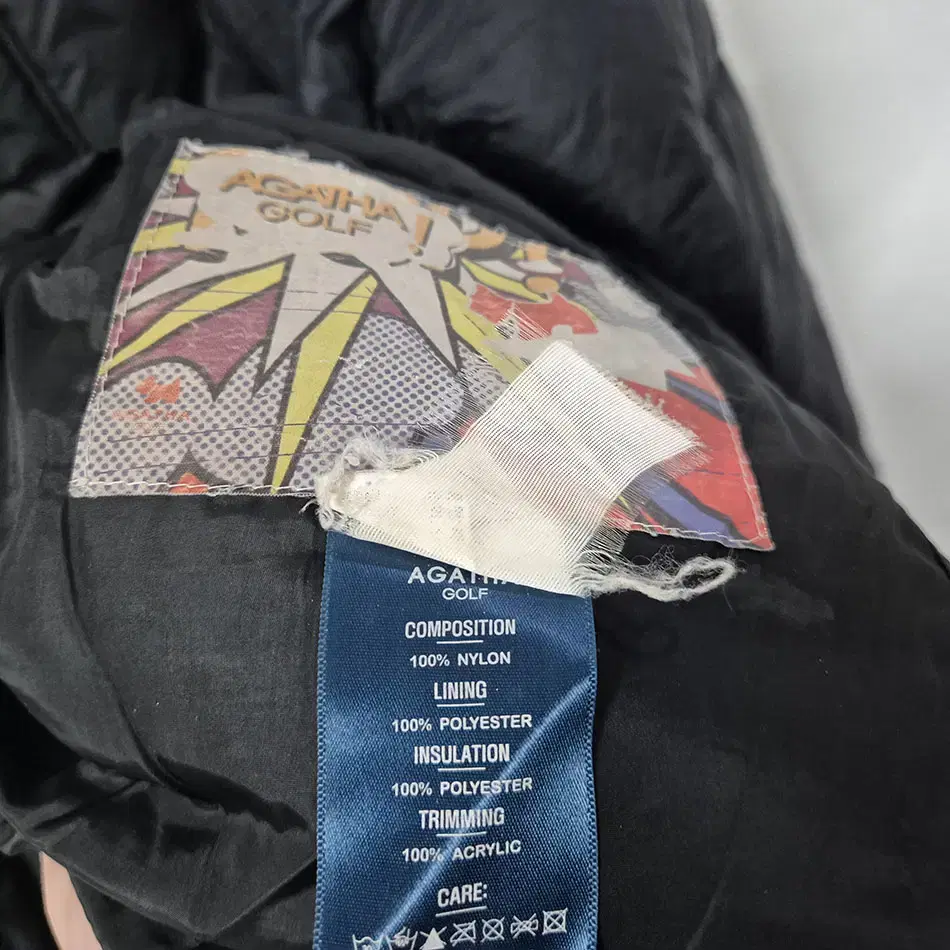 AGATHA!
GOLF
AGATHA
GOLF
COMPOSITION
100% NYLON
LINING
100% POLYESTER
INSULATION
100% POLYESTER
TRIMMING
100% ACRYLIC
CARE: